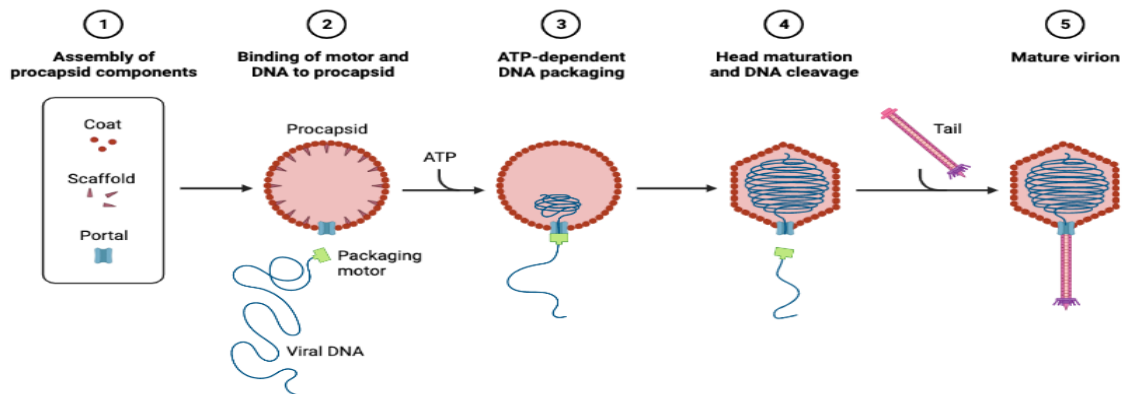 1
Assembly of
procapsid components
2
Binding of motor and
DNA to procapsid
3
ATP-dependent
DNA packaging
4
Head maturation
and DNA cleavage
5
Mature virion
Coat
Scaffold
Portal
Procapsid
ATP
Packaging
motor
Viral DNA
Tail